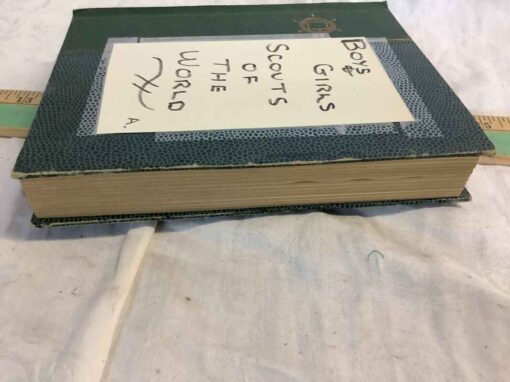 BOYS
& GIRLS
SCOUTS
OF
THE
WORLD
A.